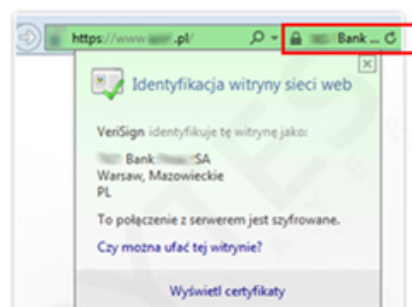 https://www. .pl/ Bank ...
Identyfikacja witryny sieci web
VeriSign identyfikuje tę witrynę jako:
Bank SA
Warsaw, Mazowieckie
PL
To połączenie z serwerem jest szyfrowane.
Czy można ufać tej witrynie?
Wyświetl certyfikaty